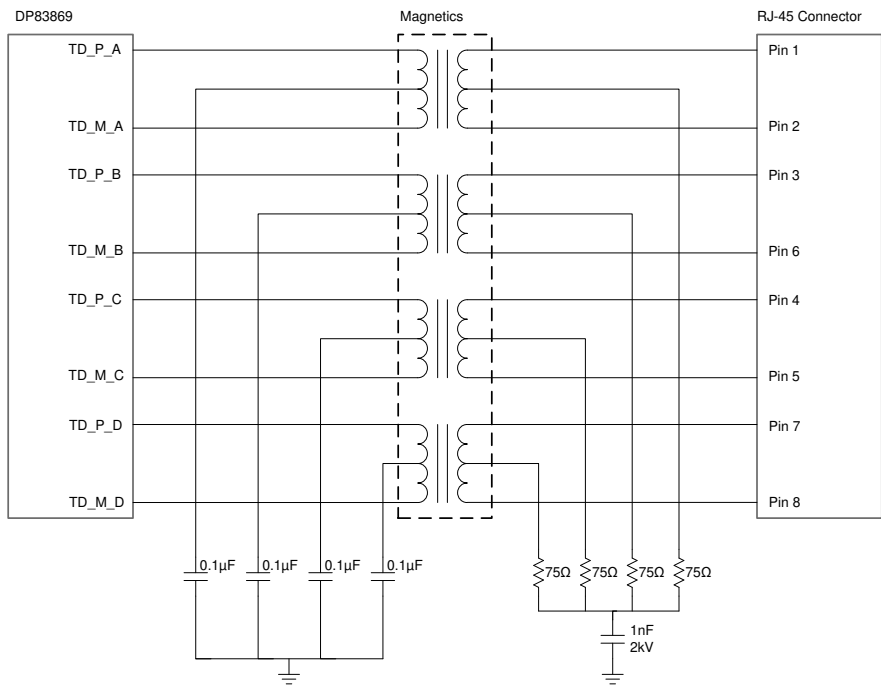 DP83869
Magnetics
RJ-45 Connector
TD_P_A
Pin 1
TD_M_A
Pin 2
TD_P_B
Pin 3
TD_M_B
Pin 6
TD_P_C
Pin 4
TD_M_C
Pin 5
TD_P_D
Pin 7
TD_M_D
Pin 8
0.1µF
0.1µF
0.1µF
0.1µF
75Ω
75Ω
75Ω
75Ω
1nF
2kV